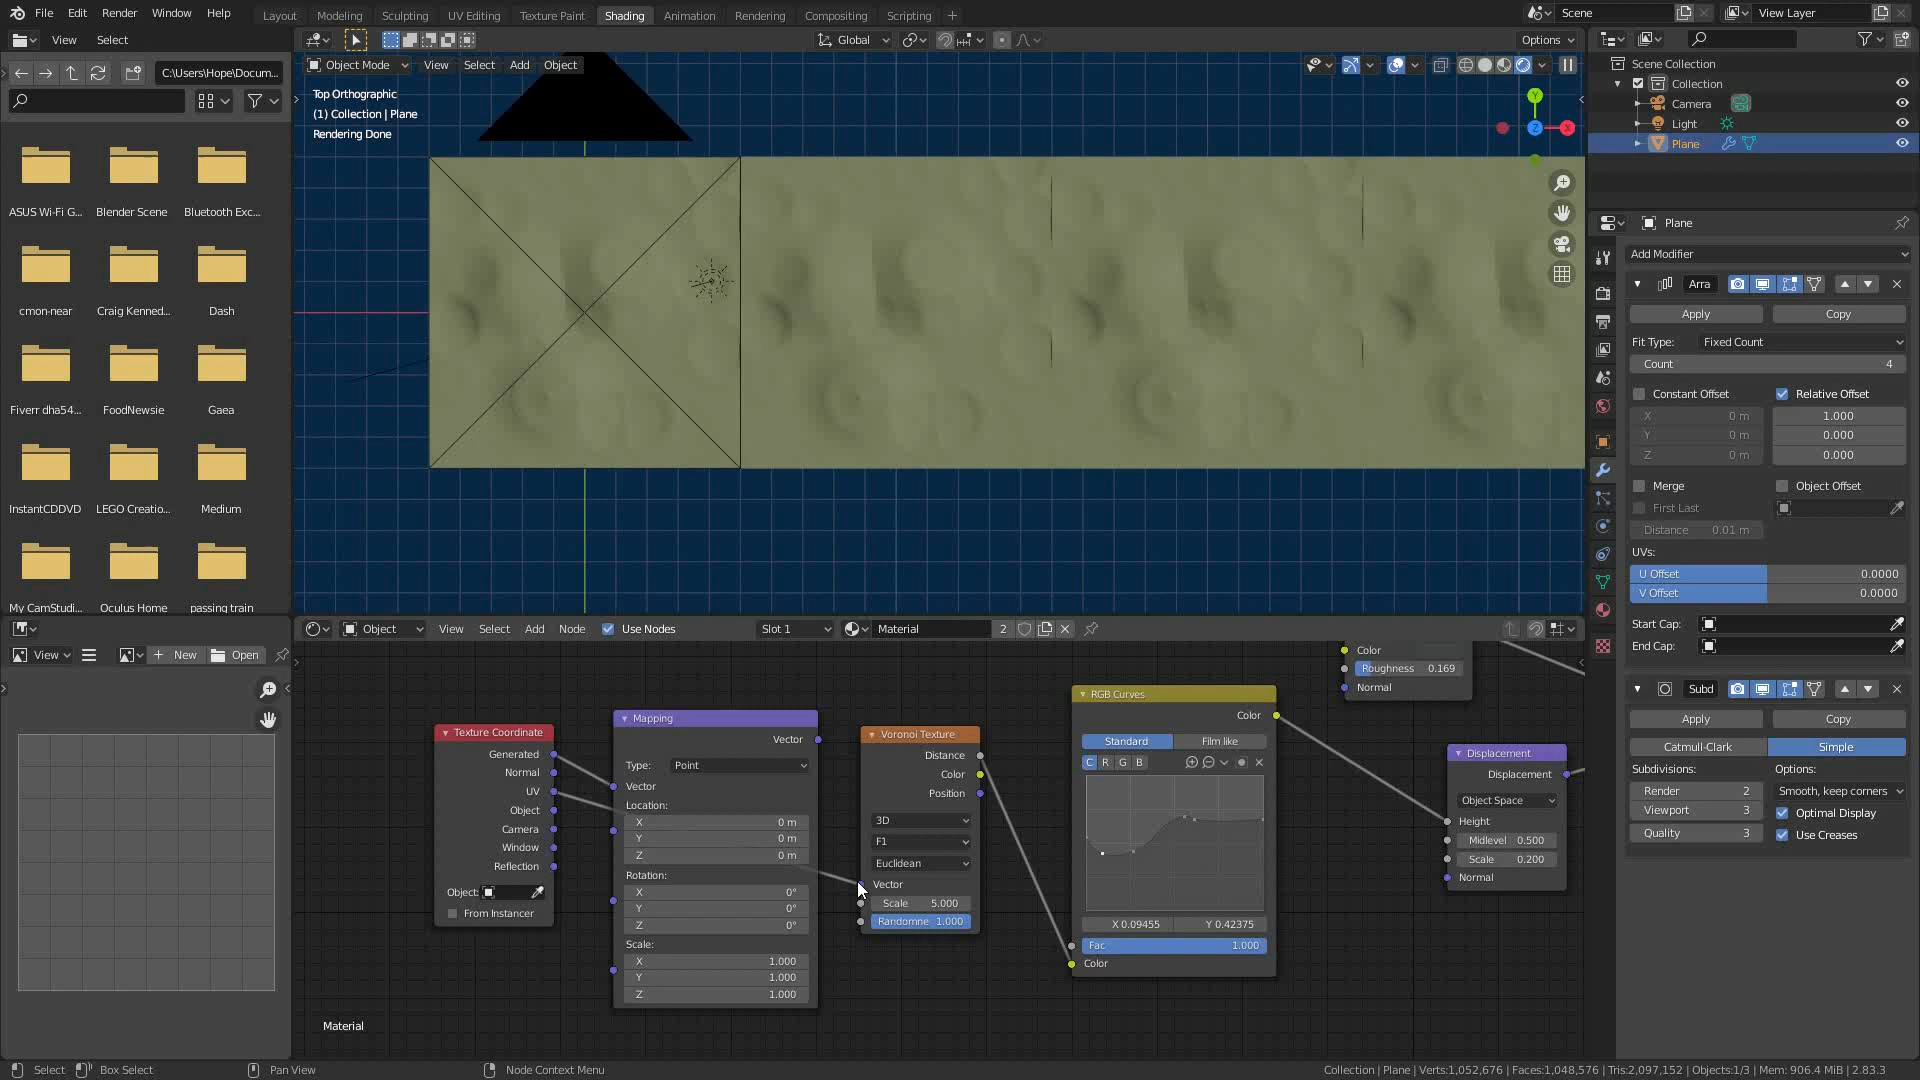 File Edit Render Window Help
Layout Modeling Sculpting UV Editing Texture Paint Shading Animation Rendering Compositing Scripting +
Scene
View Layer
View Select
C:\Users\Hope\Docum...
ASUS Wi-Fi G... Blender Scene Bluetooth Exc...
cmon-near Craig Kenned... Dash
Fiverr dha54... FoodNewsie Gaea
InstantCDDVD LEGO Creatio... Medium
My CamStudi... Oculus Home passing train
Global
Options
Object Mode View Select Add Object
Top Orthographic
(1) Collection | Plane
Rendering Done
Y
Z
X
Scene Collection
Collection
Camera
Light
Plane
Plane
Add Modifier
Arra
Apply Copy
Fit Type: Fixed Count
Count 4
Constant Offset Relative Offset
X 0 m 1.000
Y 0 m 0.000
Z 0 m 0.000
Merge Object Offset
First Last
Distance 0.01 m
UVs:
U Offset 0.0000
V Offset 0.0000
Start Cap:
End Cap:
Subd
Apply Copy
Catmull-Clark Simple
Subdivisions: Options:
Render 2 Smooth, keep corners
Viewport 3 Optimal Display
Quality 3 Use Creases
View + New Open
Object View Select Add Node Use Nodes Slot 1 Material 2
Color
Roughness 0.169
Normal
Texture Coordinate
Generated
Normal
UV
Object
Camera
Window
Reflection
Object:
From Instancer
Mapping
Vector
Type: Point
Vector
Location:
X 0 m
Y 0 m
Z 0 m
Rotation:
X 0°
Y 0°
Z 0°
Scale:
X 1.000
Y 1.000
Z 1.000
Voronoi Texture
Distance
Color
Position
3D
F1
Euclidean
Vector
Scale 5.000
Randomne 1.000
RGB Curves
Color
Standard Film like
C R G B
X 0.09455 Y 0.42375
Fac 1.000
Color
Displacement
Displacement
Object Space
Height
Midlevel 0.500
Scale 0.200
Normal
Material
Select Box Select Pan View Node Context Menu
Collection | Plane | Verts:1,052,676 | Faces:1,048,576 | Tris:2,097,152 | Objects:1/3 | Mem: 906.4 MiB | 2.83.3